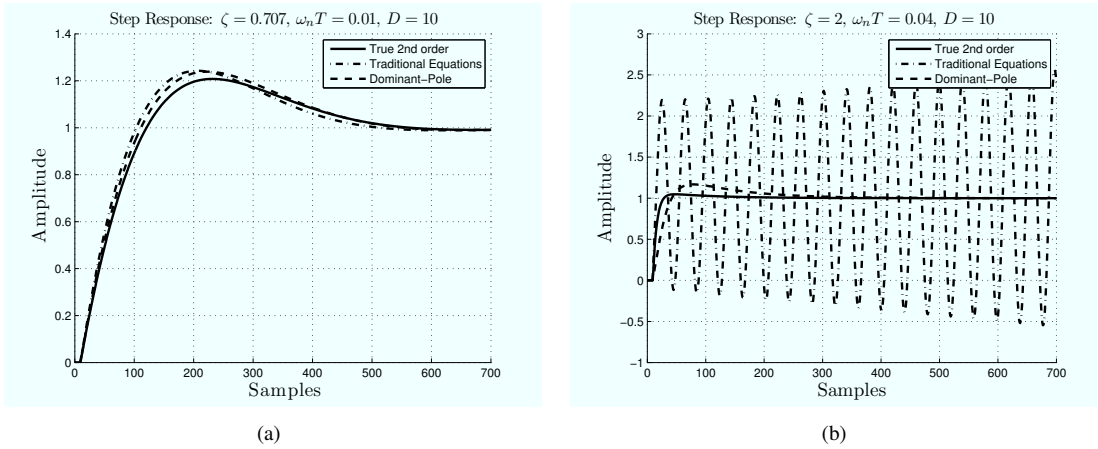 Step Response: ζ = 0.707, ωₙT = 0.01, D = 10
True 2nd order
Traditional Equations
Dominant−Pole
Amplitude
1.4
1.2
1
0.8
0.6
0.4
0.2
0
0 100 200 300 400 500 600 700
Samples
(a)
Step Response: ζ = 2, ωₙT = 0.04, D = 10
True 2nd order
Traditional Equations
Dominant−Pole
Amplitude
3
2.5
2
1.5
1
0.5
0
−0.5
−1
0 100 200 300 400 500 600 700
Samples
(b)